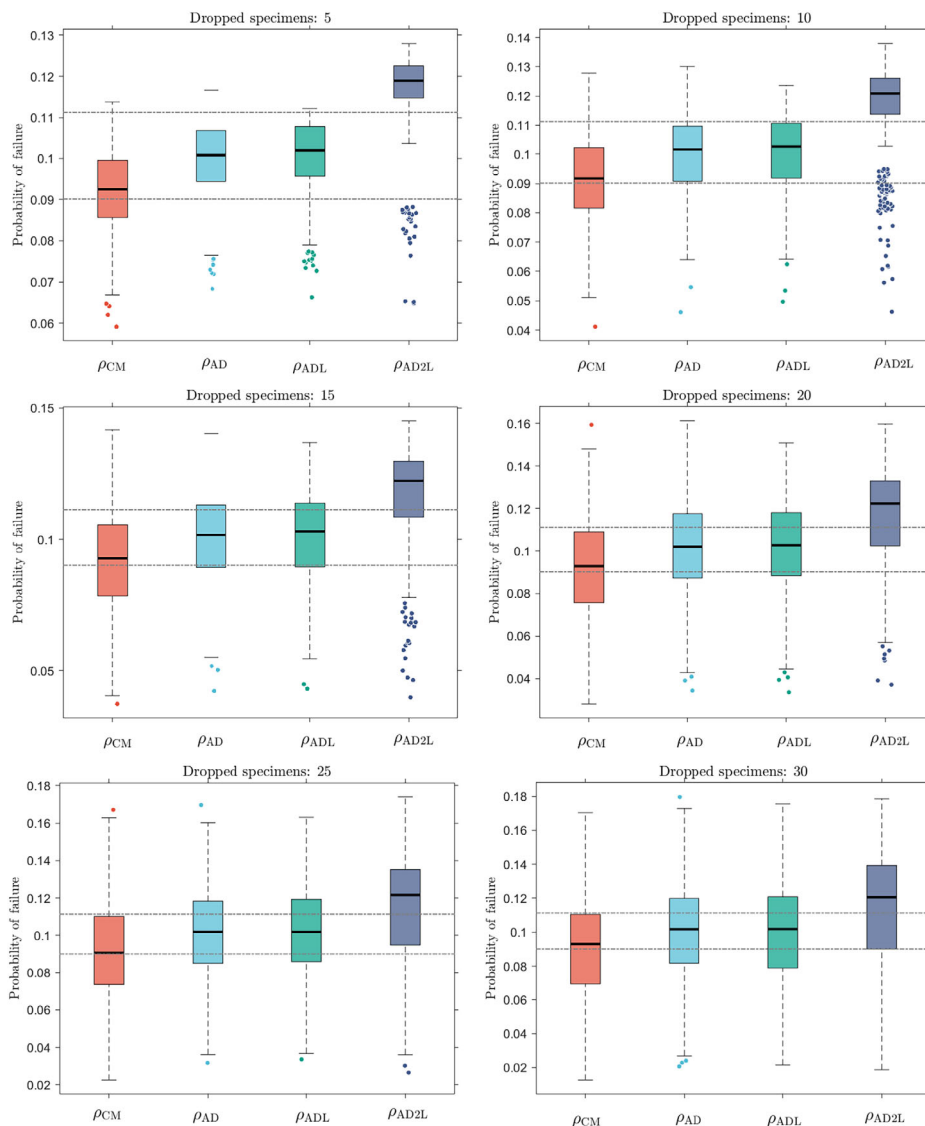 Dropped specimens: 5
Probability of failure
0.13
0.12
0.11
0.1
0.09
0.08
0.07
0.06
ρCM
ρAD
ρADL
ρAD2L
Dropped specimens: 10
Probability of failure
0.14
0.13
0.12
0.11
0.1
0.09
0.08
0.07
0.06
0.05
0.04
ρCM
ρAD
ρADL
ρAD2L
Dropped specimens: 15
Probability of failure
0.15
0.1
0.05
ρCM
ρAD
ρADL
ρAD2L
Dropped specimens: 20
Probability of failure
0.16
0.14
0.12
0.1
0.08
0.06
0.04
ρCM
ρAD
ρADL
ρAD2L
Dropped specimens: 25
Probability of failure
0.18
0.16
0.14
0.12
0.1
0.08
0.06
0.04
0.02
ρCM
ρAD
ρADL
ρAD2L
Dropped specimens: 30
Probability of failure
0.18
0.16
0.14
0.12
0.1
0.08
0.06
0.04
0.02
ρCM
ρAD
ρADL
ρAD2L